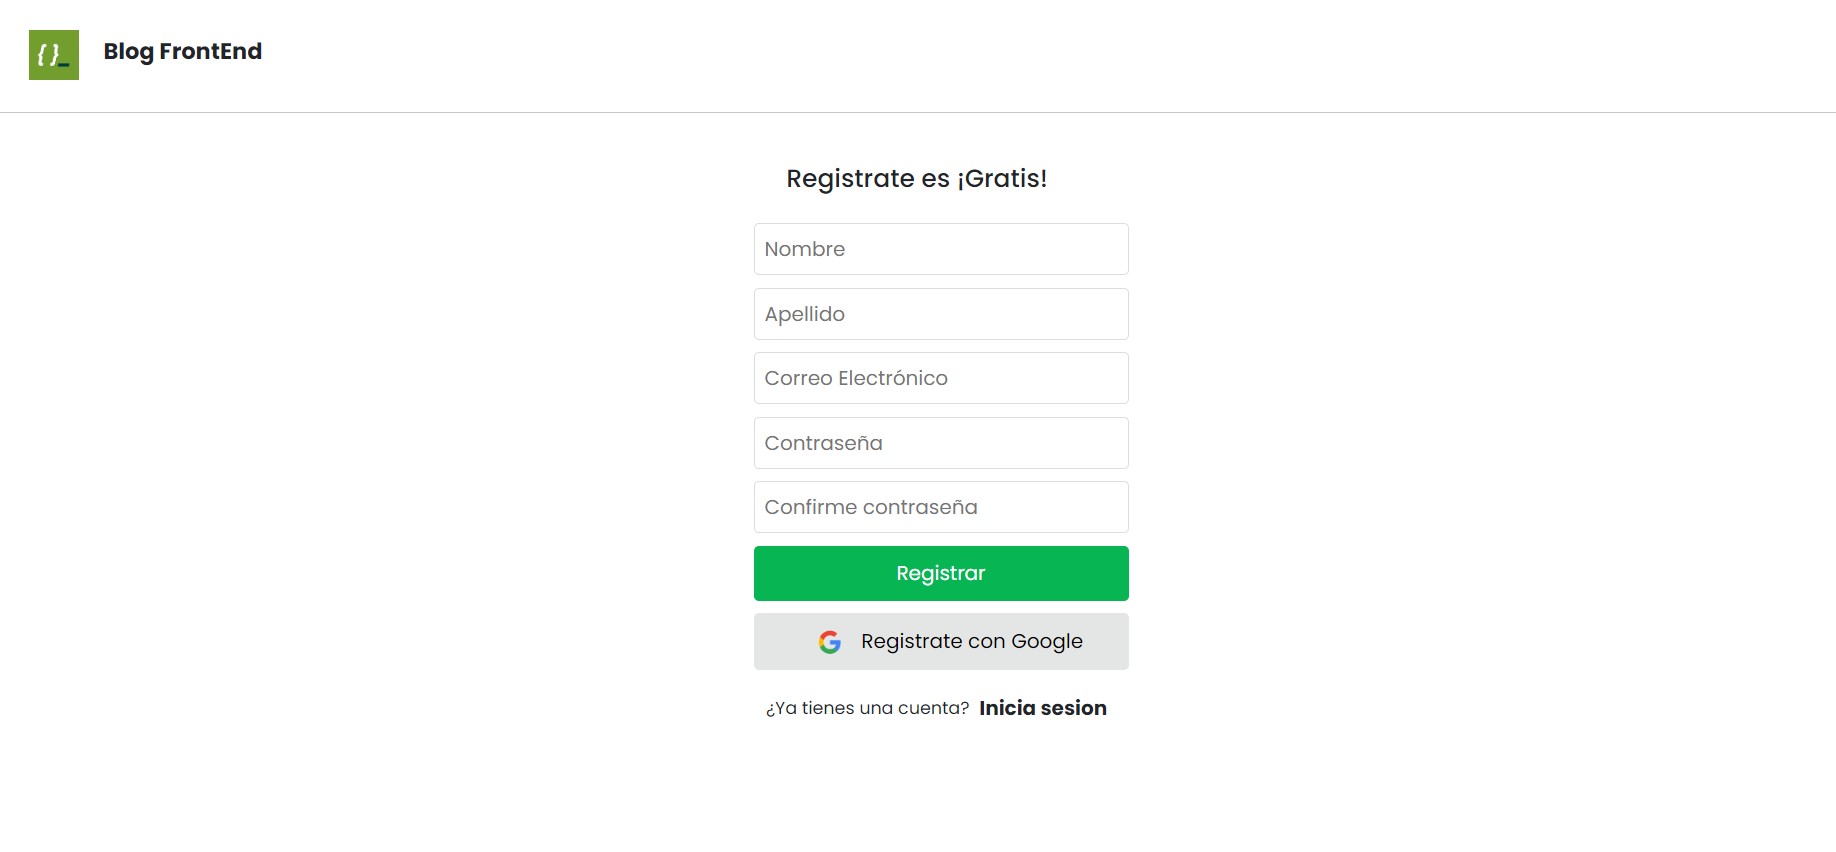 { }_
Blog FrontEnd
Registrate es ¡Gratis!
Nombre
Apellido
Correo Electrónico
Contraseña
Confirme contraseña
Registrar
Registrate con Google
¿Ya tienes una cuenta? Inicia sesion